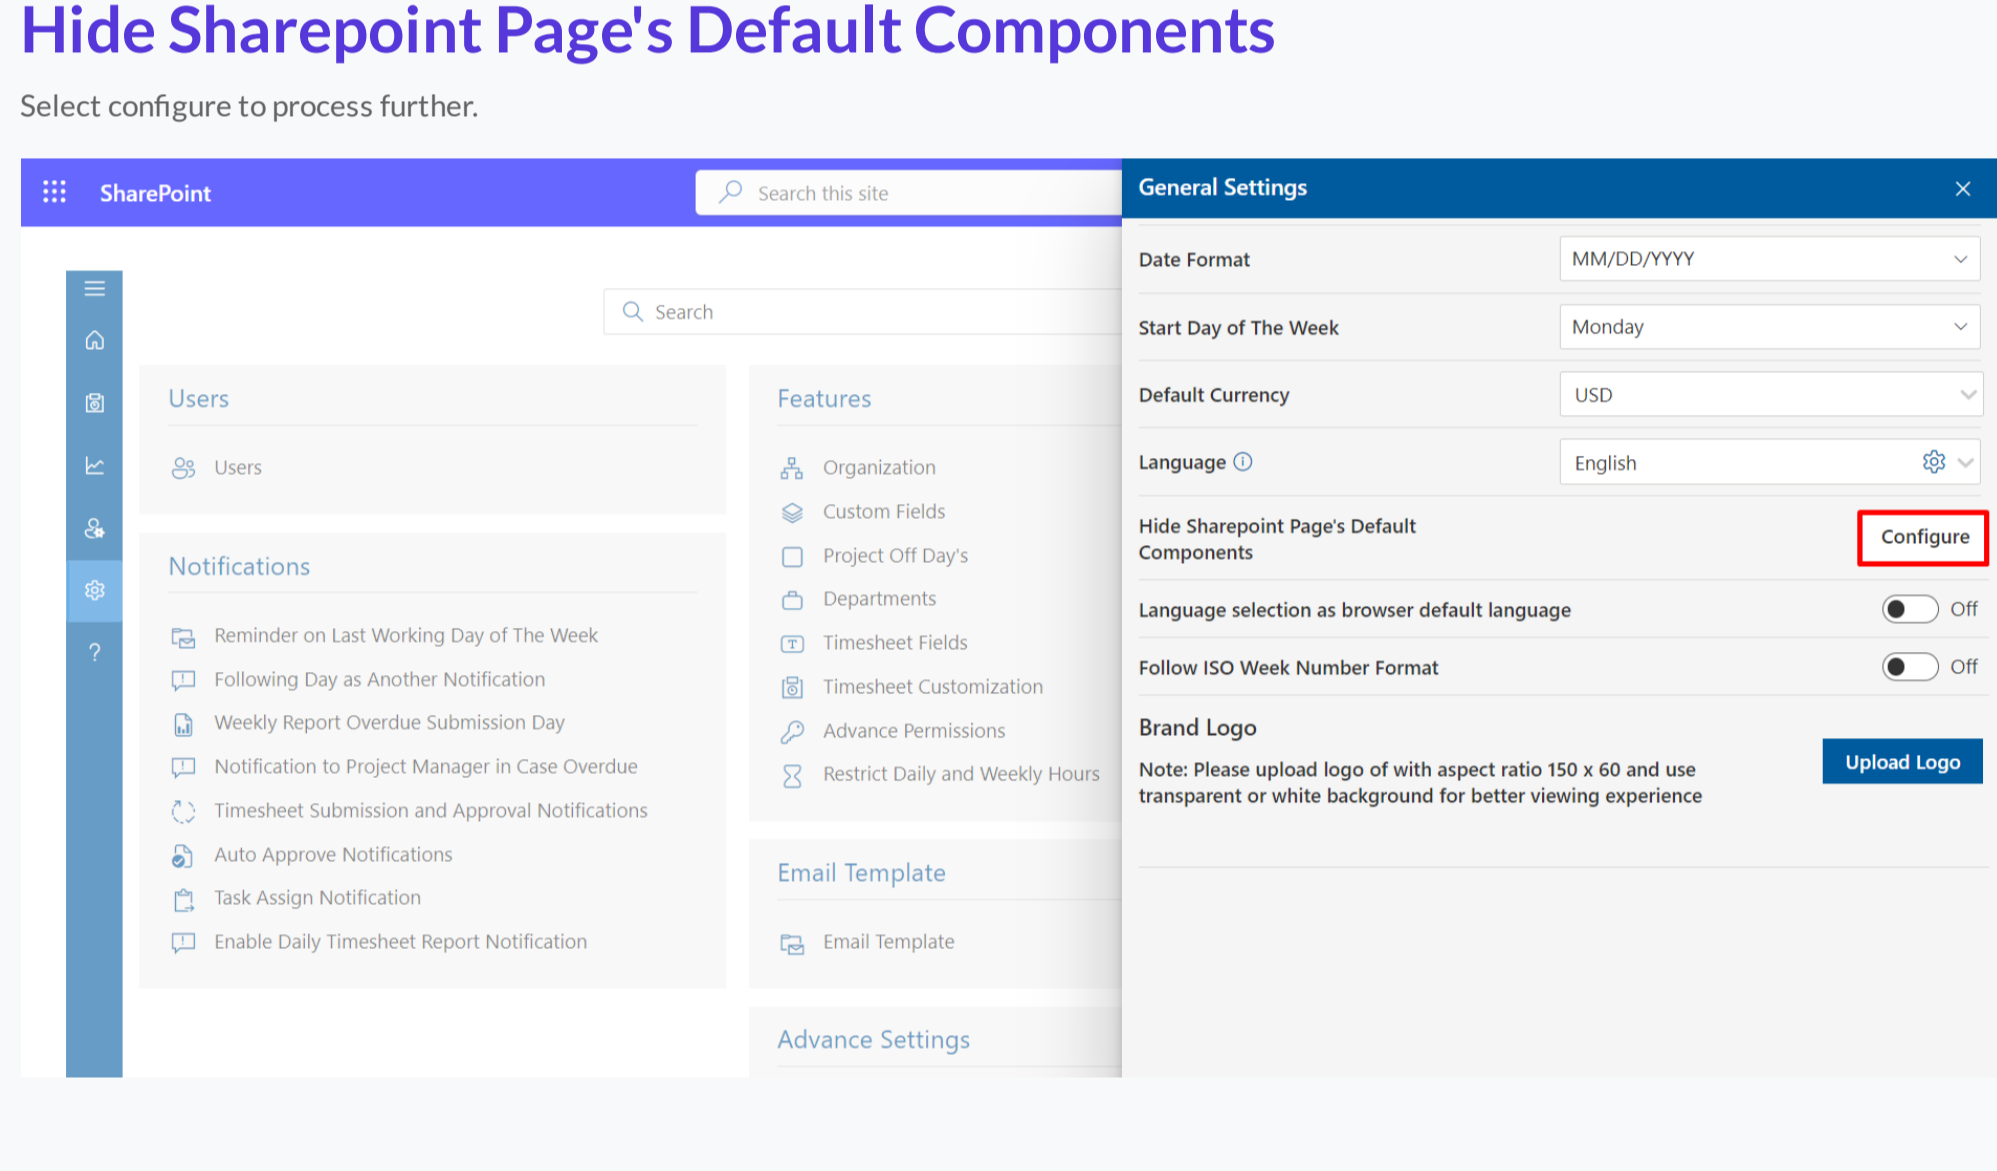 Hide Sharepoint Page's Default Components
Select configure to process further.
SharePoint
Search this site
Search
Users
Users
Notifications
Reminder on Last Working Day of The Week
Following Day as Another Notification
Weekly Report Overdue Submission Day
Notification to Project Manager in Case Overdue
Timesheet Submission and Approval Notifications
Auto Approve Notifications
Task Assign Notification
Enable Daily Timesheet Report Notification
Features
Organization
Custom Fields
Project Off Day's
Departments
Timesheet Fields
Timesheet Customization
Advance Permissions
Restrict Daily and Weekly Hours
Email Template
Email Template
Advance Settings
General Settings
Date Format
MM/DD/YYYY
Start Day of The Week
Monday
Default Currency
USD
Language
English
Hide Sharepoint Page's Default
Components
Configure
Language selection as browser default language
Off
Follow ISO Week Number Format
Off
Brand Logo
Note: Please upload logo of with aspect ratio 150 x 60 and use
transparent or white background for better viewing experience
Upload Logo